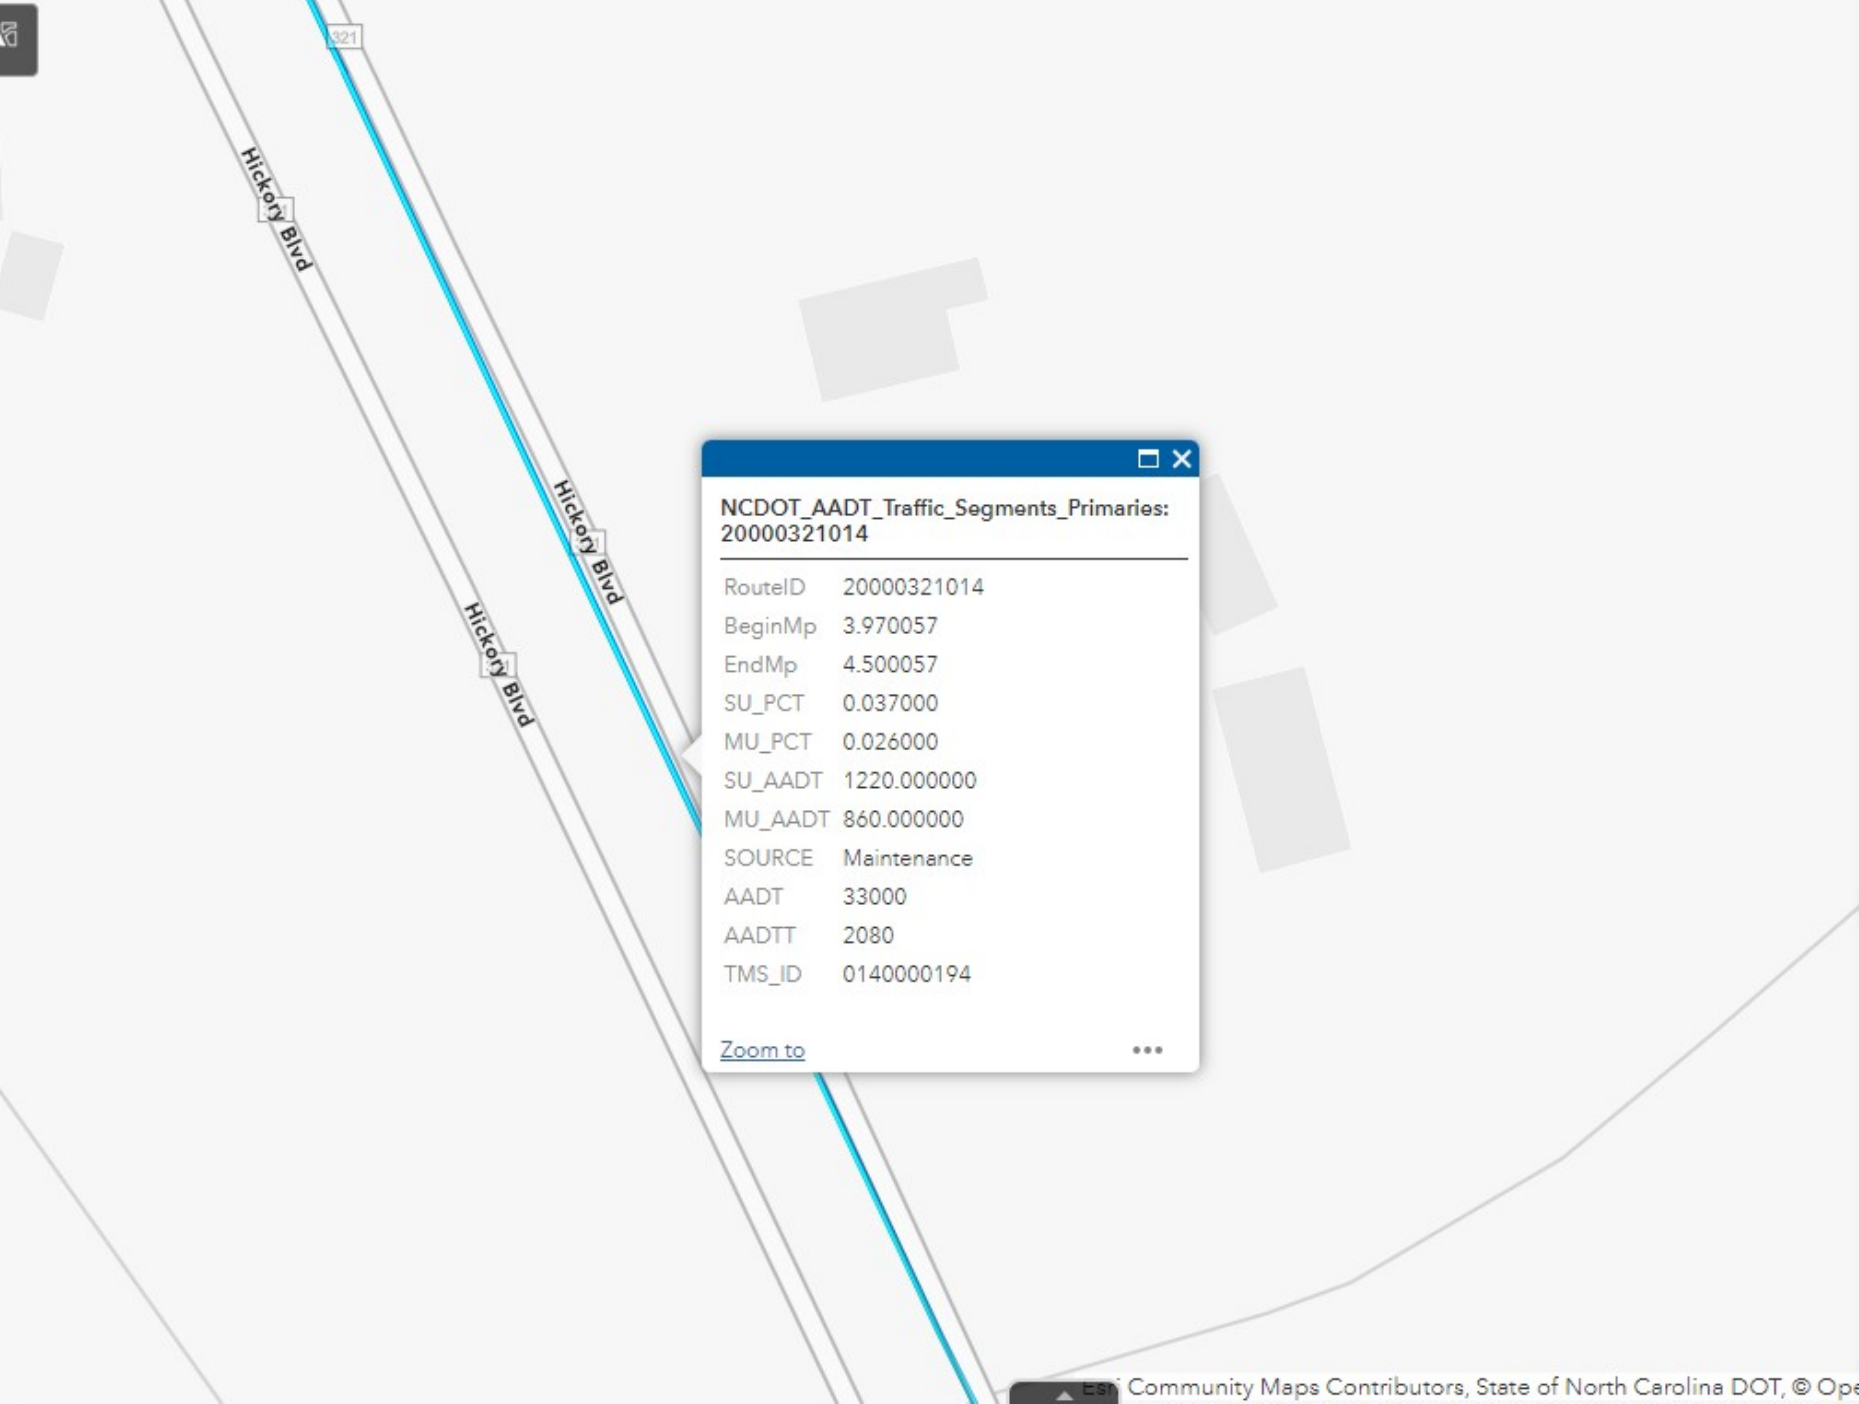 321
Hickory Blvd
Hickory Blvd
Hickory Blvd
NCDOT_AADT_Traffic_Segments_Primaries:
20000321014
RouteID 20000321014
BeginMp 3.970057
EndMp 4.500057
SU_PCT 0.037000
MU_PCT 0.026000
SU_AADT 1220.000000
MU_AADT 860.000000
SOURCE Maintenance
AADT 33000
AADTT 2080
TMS_ID 0140000194
Zoom to
Esri Community Maps Contributors, State of North Carolina DOT, © Ope